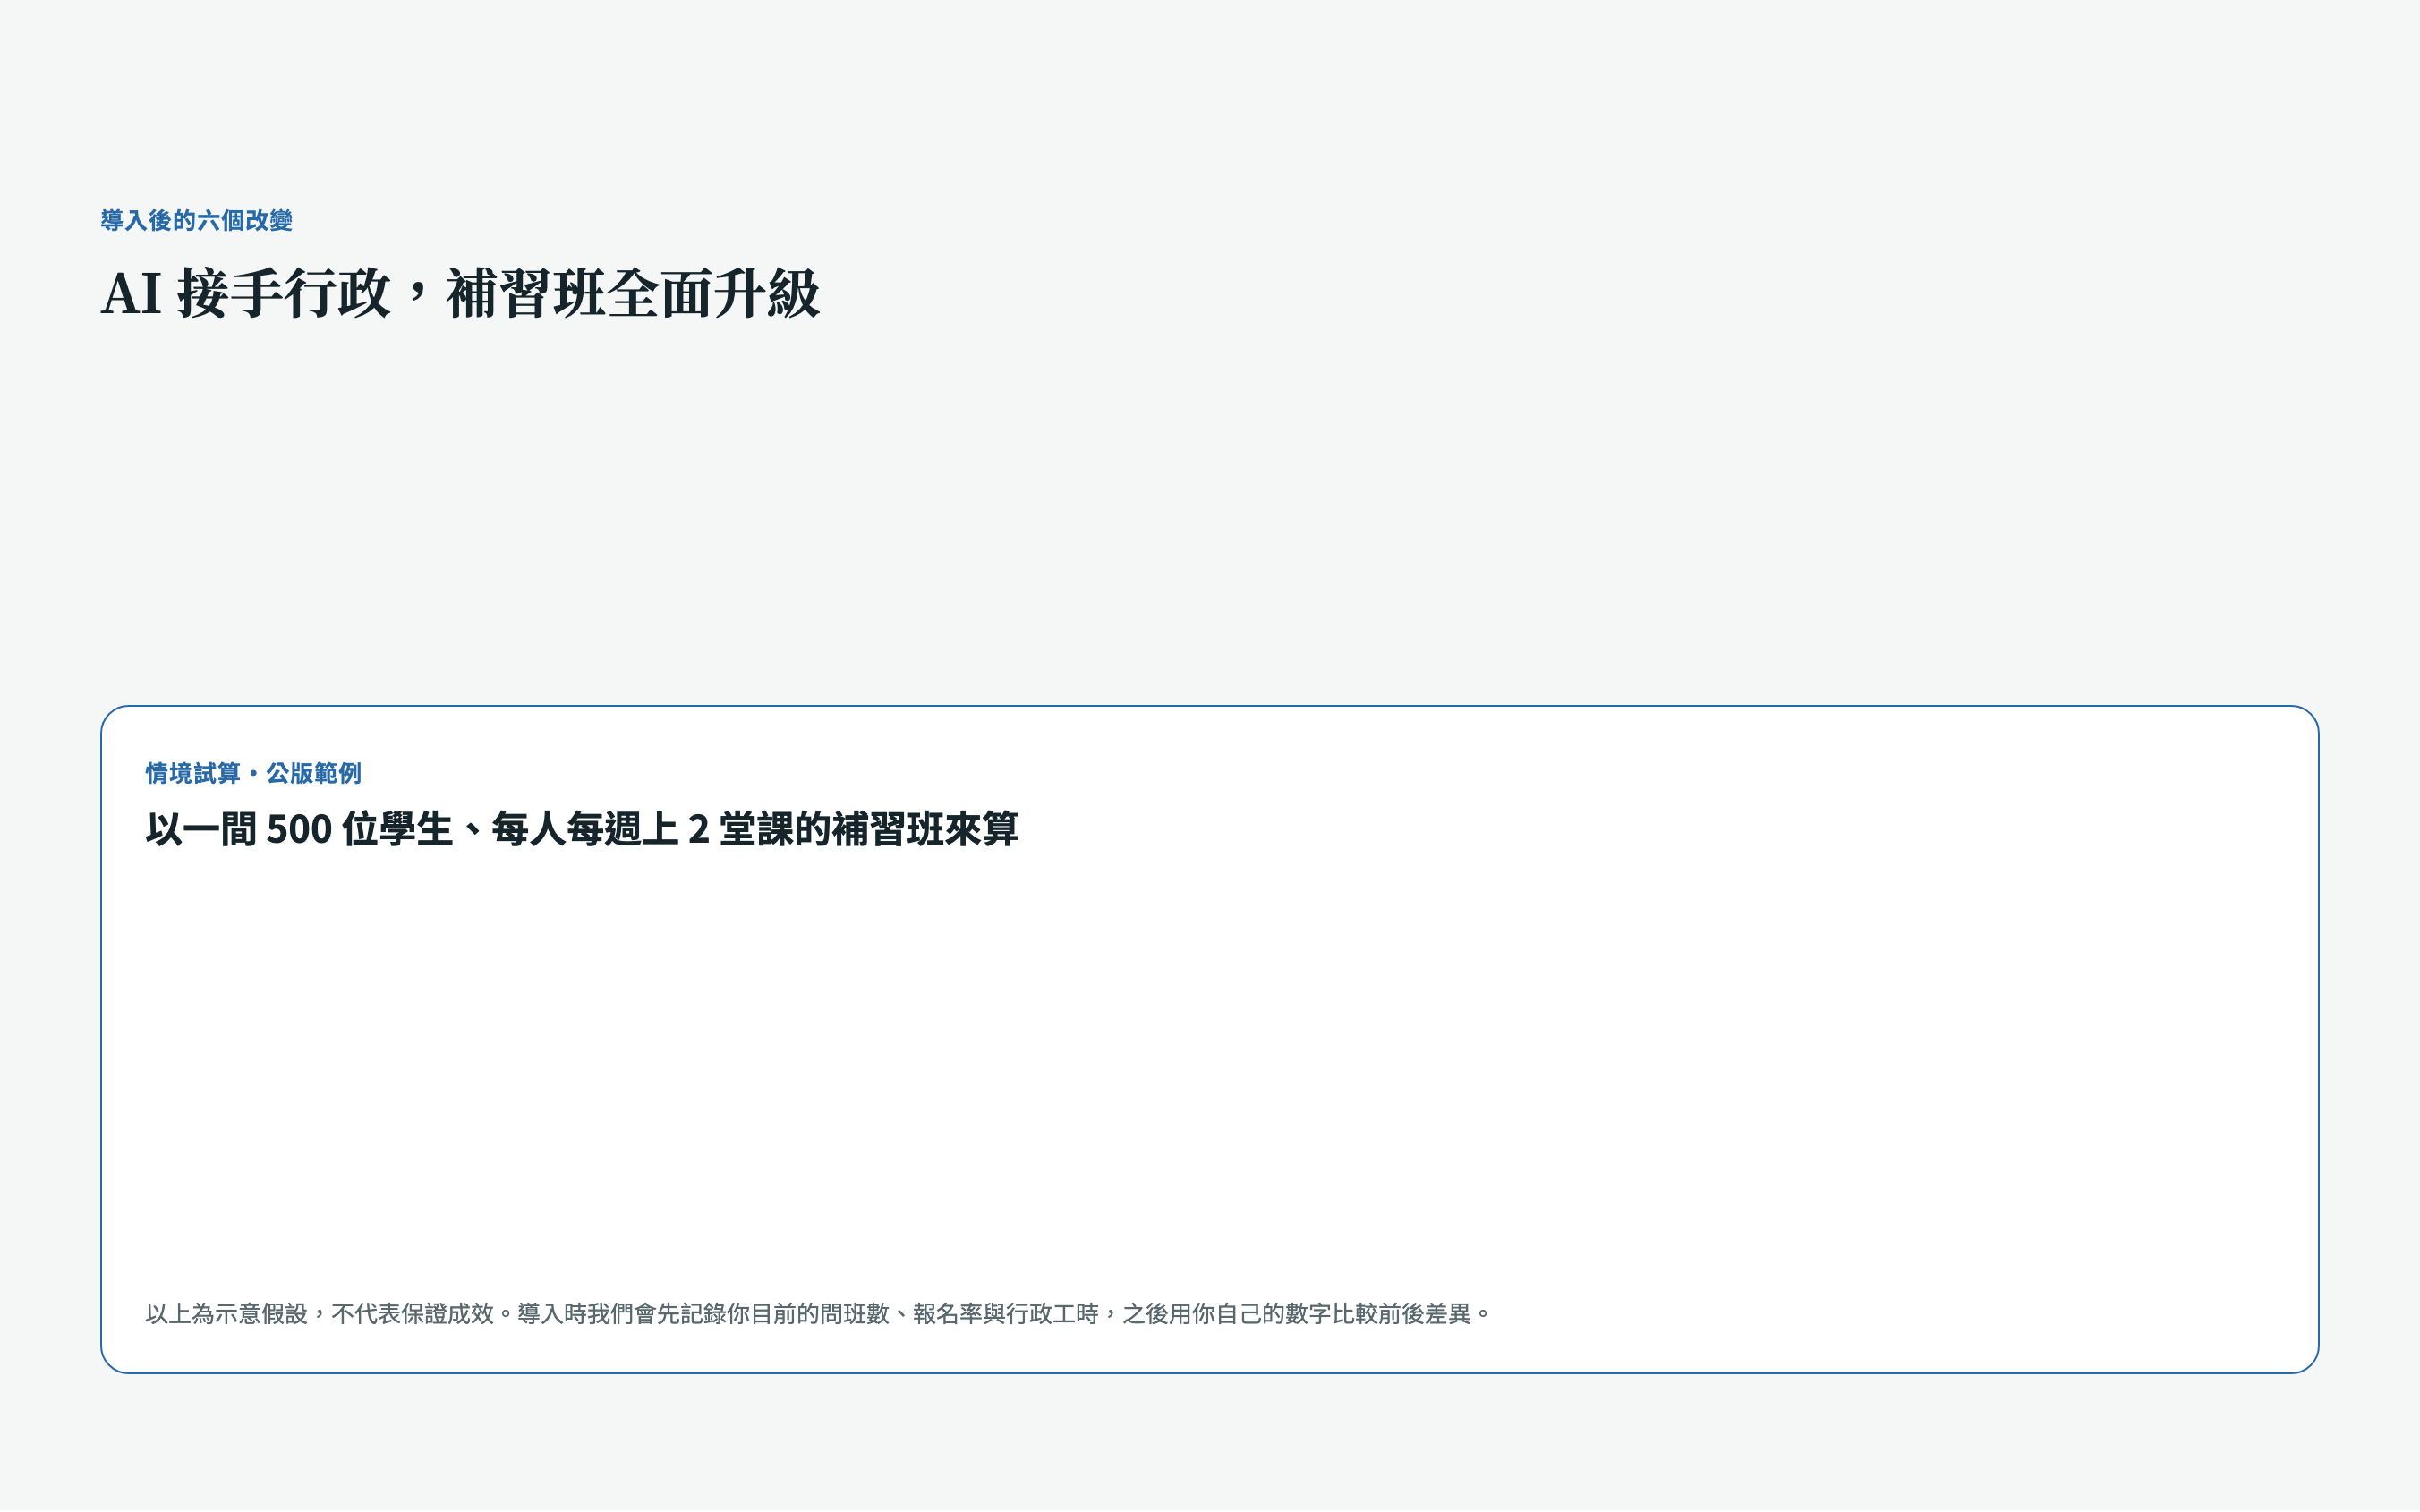 導入後的六個改變
AI 接手行政，補習班全面升級
情境試算・公版範例
以一間 500 位學生、每人每週上 2 堂課的補習班來算
以上為示意假設，不代表保證成效。導入時我們會先記錄你目前的問班數、報名率與行政工時，之後用你自己的數字比較前後差異。